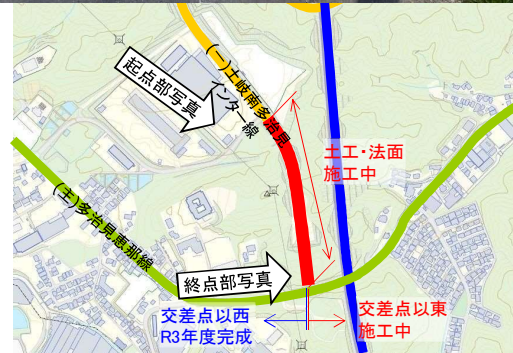 起点部写真
(一)土岐南多治見
インター線
土工・法面
施工中
(主)多治見恵那線
終点部写真
交差点以西
R3年度完成
交差点以東
施工中